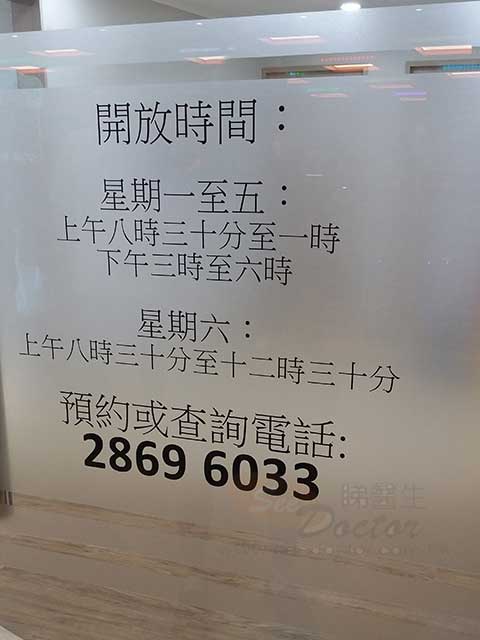 開放時間：
星期一至五：
上午八時三十分至一時
下午三時至六時
星期六：
上午八時三十分至十二時三十分
預約或查詢電話:
2869 6033
See 睇醫生
Doctor